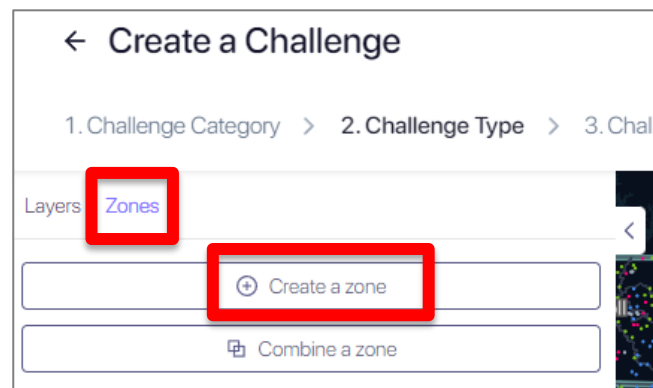 Create a Challenge
1. Challenge Category > 2. Challenge Type > 3. Chal
Layers Zones
Create a zone
Combine a zone